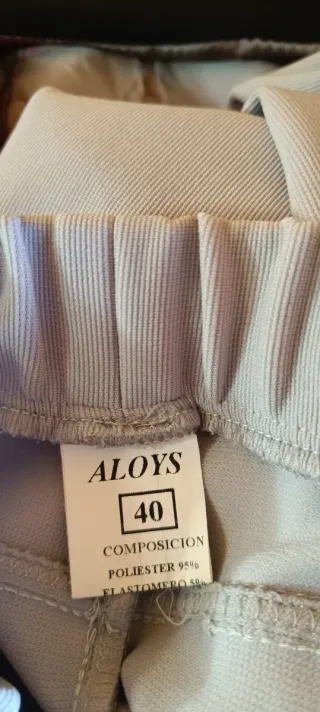 ALOYS
40
COMPOSICION
POLIESTER 95%
ELASTOMERO 5%